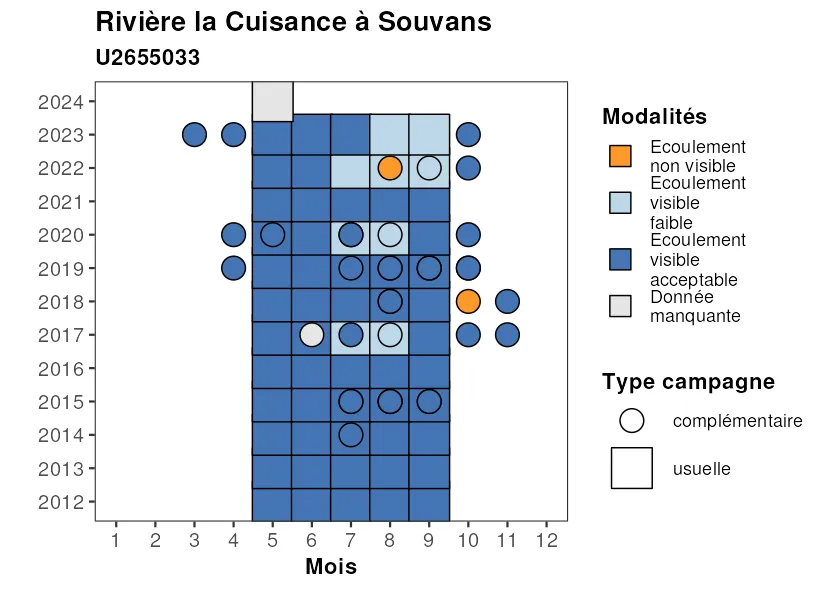 Rivière la Cuisance à Souvans
U2655033
2024
2023
2022
2021
2020
2019
2018
2017
2016
2015
2014
2013
2012
1 2 3 4 5 6 7 8 9 10 11 12
Mois
Modalités
Ecoulement
non visible
Ecoulement
visible
faible
Ecoulement
visible
acceptable
Donnée
manquante
Type campagne
complémentaire
usuelle